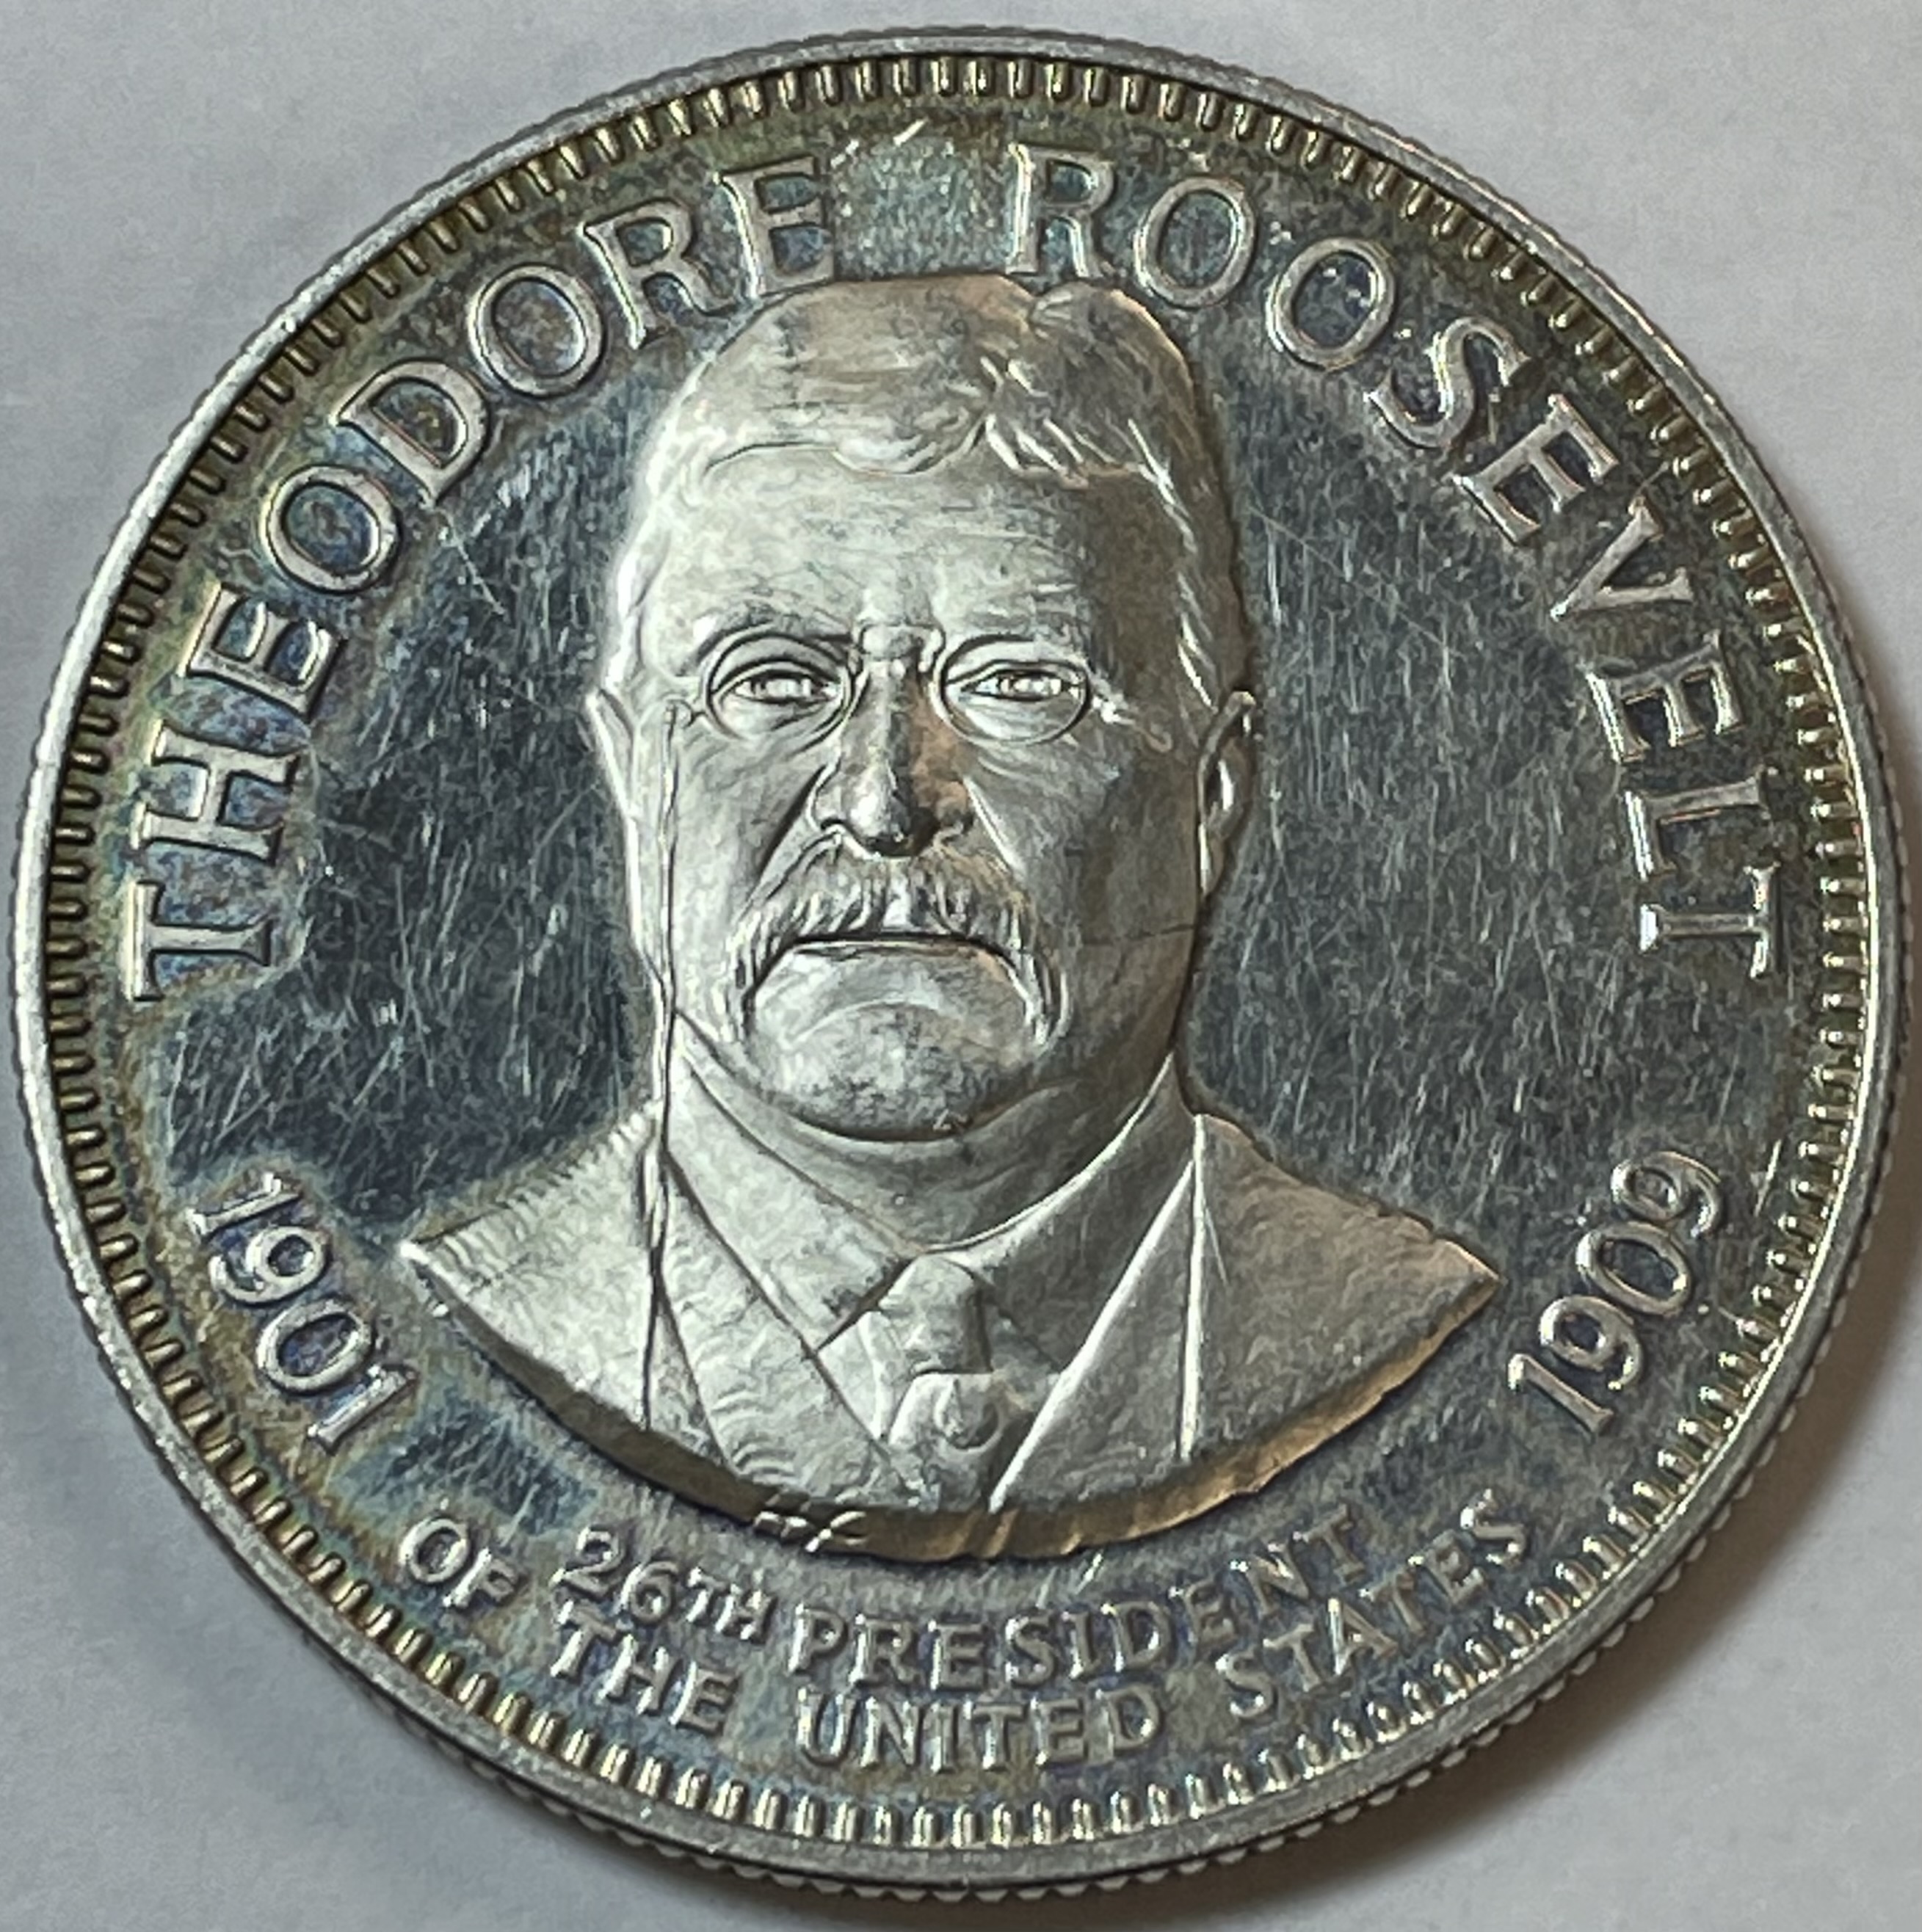 THEODORE ROOSEVELT
1901
1909
26TH PRESIDENT
OF THE UNITED STATES